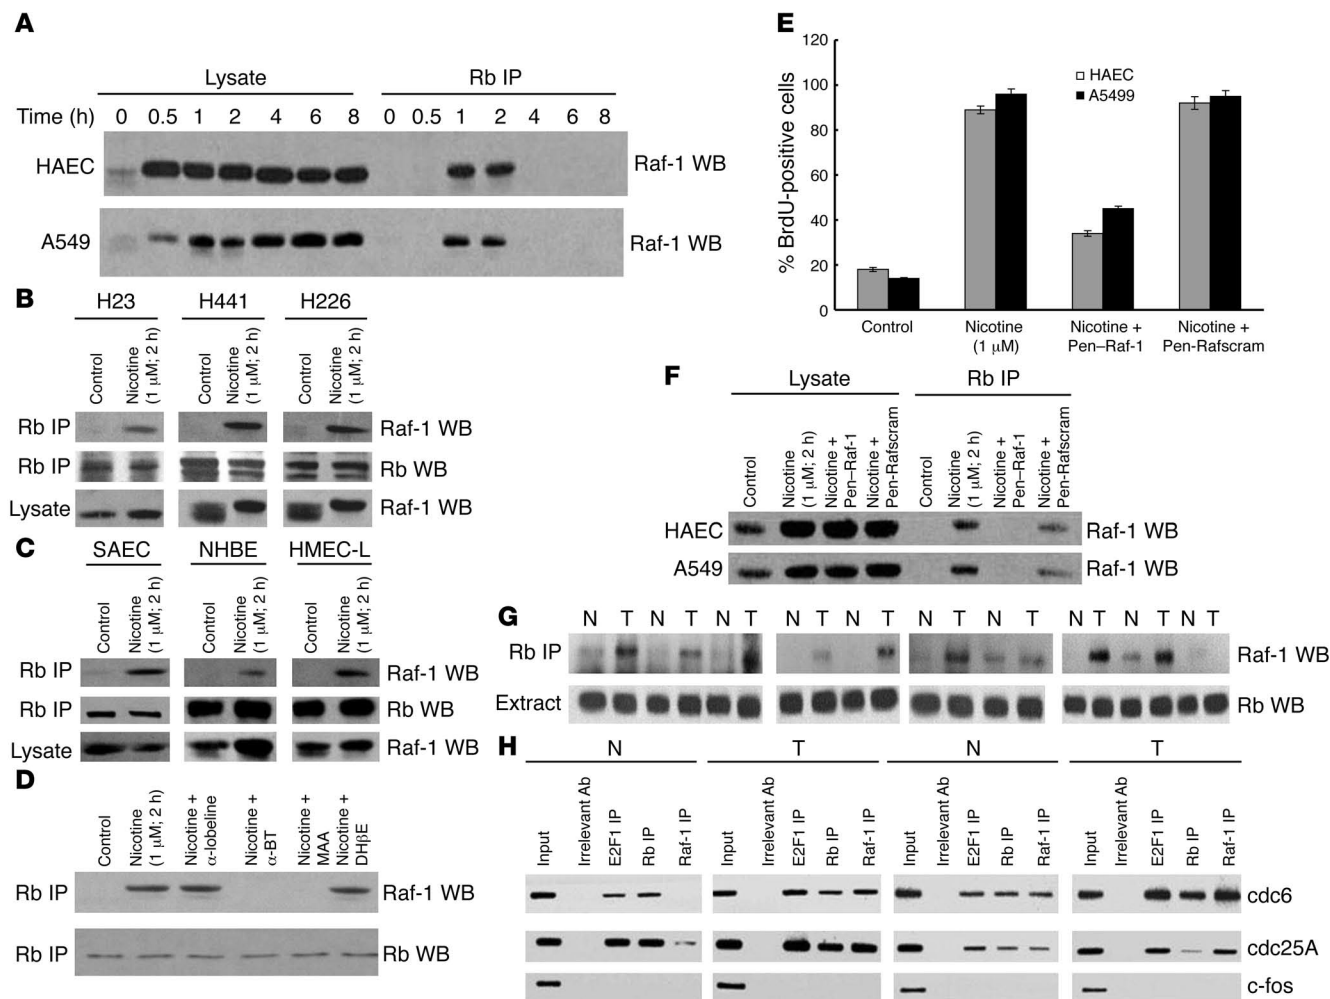 A
Lysate
Rb IP
Time (h) 0 0.5 1 2 4 6 8 0 0.5 1 2 4 6 8
HAEC
Raf-1 WB
A549
Raf-1 WB
B
H23
H441
H226
Control
Nicotine
(1 μM; 2 h)
Control
Nicotine
(1 μM; 2 h)
Control
Nicotine
(1 μM; 2 h)
Rb IP
Raf-1 WB
Rb IP
Rb WB
Lysate
Raf-1 WB
C
SAEC
NHBE
HMEC-L
Control
Nicotine
(1 μM; 2 h)
Control
Nicotine
(1 μM; 2 h)
Control
Nicotine
(1 μM; 2 h)
Rb IP
Raf-1 WB
Rb IP
Rb WB
Lysate
Raf-1 WB
D
Control
Nicotine
(1 μM; 2 h)
Nicotine +
α-lobeline
Nicotine +
α-BT
Nicotine +
MAA
Nicotine +
DHβE
Rb IP
Raf-1 WB
Rb IP
Rb WB
E
% BrdU-positive cells
120
100
80
60
40
20
0
HAEC
A5499
Control
Nicotine
(1 μM)
Nicotine +
Pen–Raf-1
Nicotine +
Pen-Rafscram
F
Lysate
Rb IP
Control
Nicotine
(1 μM; 2 h)
Nicotine +
Pen–Raf-1
Nicotine +
Pen-Rafscram
Control
Nicotine
(1 μM; 2 h)
Nicotine +
Pen–Raf-1
Nicotine +
Pen-Rafscram
HAEC
Raf-1 WB
A549
Raf-1 WB
G
N T N T N T N T N T N T N T N T N T N T
Rb IP
Raf-1 WB
Extract
Rb WB
H
N
T
N
T
Input
Irrelevant Ab
E2F1 IP
Rb IP
Raf-1 IP
Input
Irrelevant Ab
E2F1 IP
Rb IP
Raf-1 IP
Input
Irrelevant Ab
E2F1 IP
Rb IP
Raf-1 IP
Input
Irrelevant Ab
E2F1 IP
Rb IP
Raf-1 IP
cdc6
cdc25A
c-fos